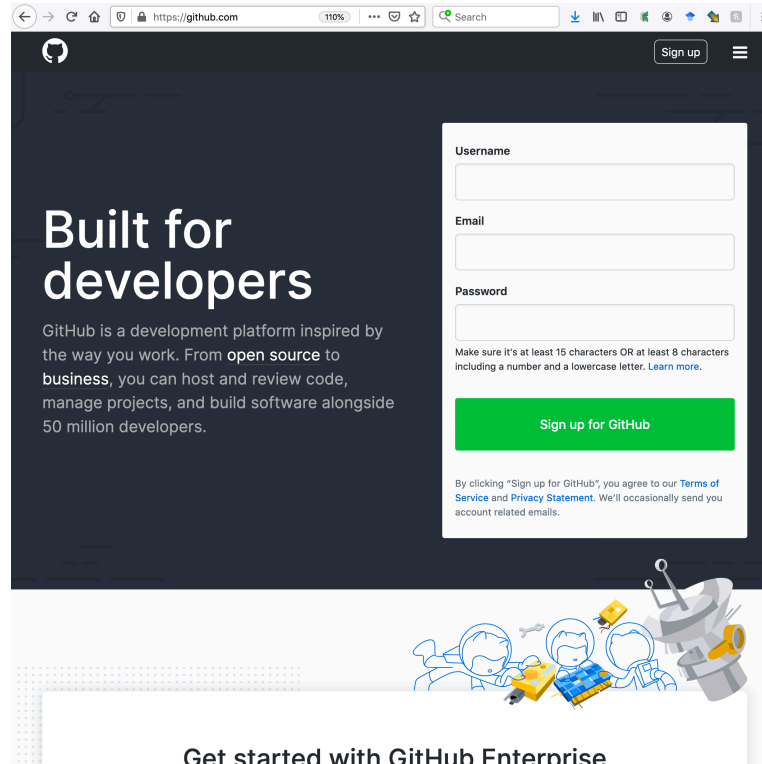 https://github.com
110%
Search
Sign up
Built for
developers
GitHub is a development platform inspired by
the way you work. From open source to
business, you can host and review code,
manage projects, and build software alongside
50 million developers.
Username
Email
Password
Make sure it's at least 15 characters OR at least 8 characters
including a number and a lowercase letter. Learn more.
Sign up for GitHub
By clicking “Sign up for GitHub”, you agree to our Terms of
Service and Privacy Statement. We’ll occasionally send you
account related emails.
Get started with GitHub Enterprise